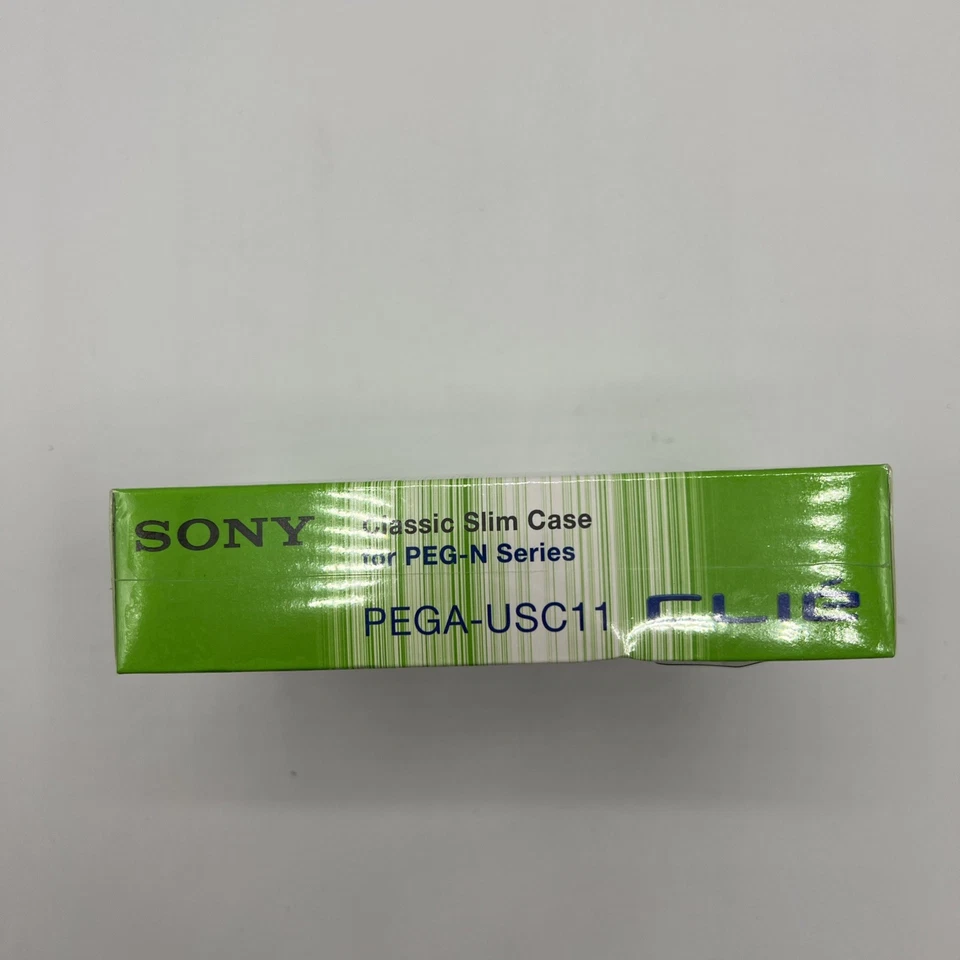 SONY
Classic Slim Case
for PEG-N Series
PEGA-USC11
CLIÉ